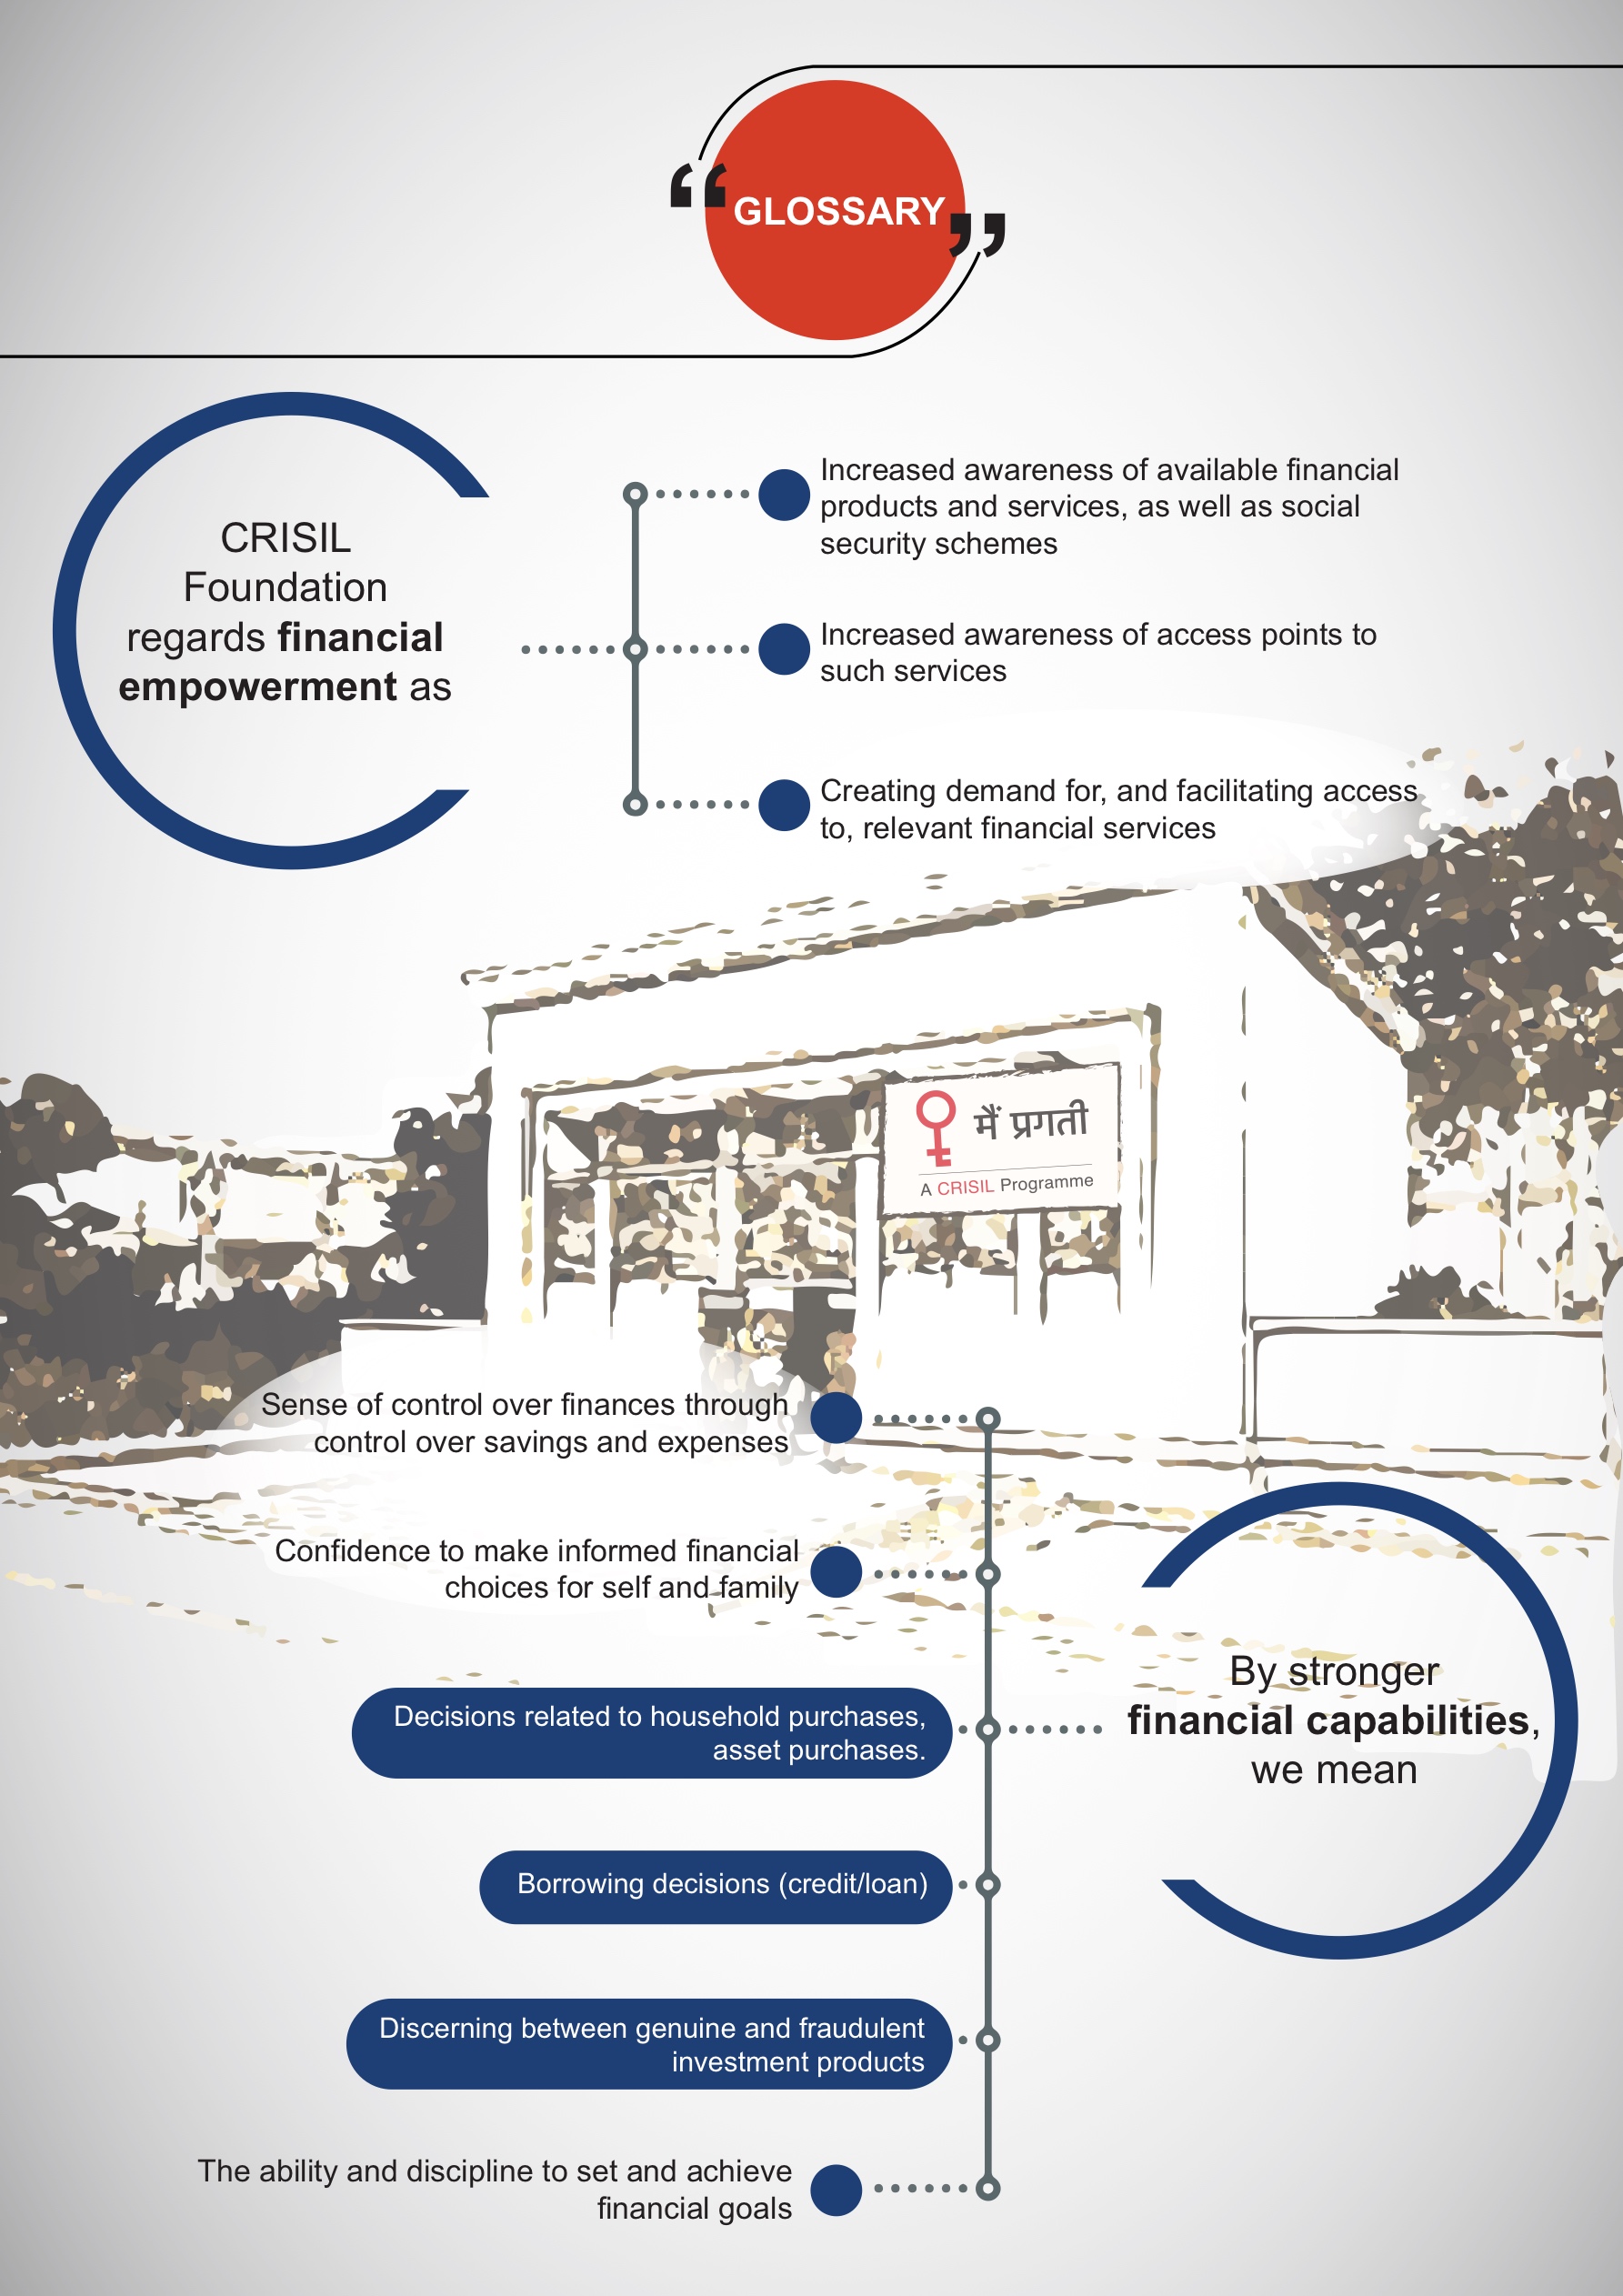 “GLOSSARY”
CRISIL
Foundation
regards financial
empowerment as
Increased awareness of available financial
products and services, as well as social
security schemes
Increased awareness of access points to
such services
Creating demand for, and facilitating access
to, relevant financial services
मैं प्रगती
A CRISIL Programme
Sense of control over finances through
control over savings and expenses
Confidence to make informed financial
choices for self and family
Decisions related to household purchases,
asset purchases.
Borrowing decisions (credit/loan)
Discerning between genuine and fraudulent
investment products
The ability and discipline to set and achieve
financial goals
By stronger
financial capabilities,
we mean